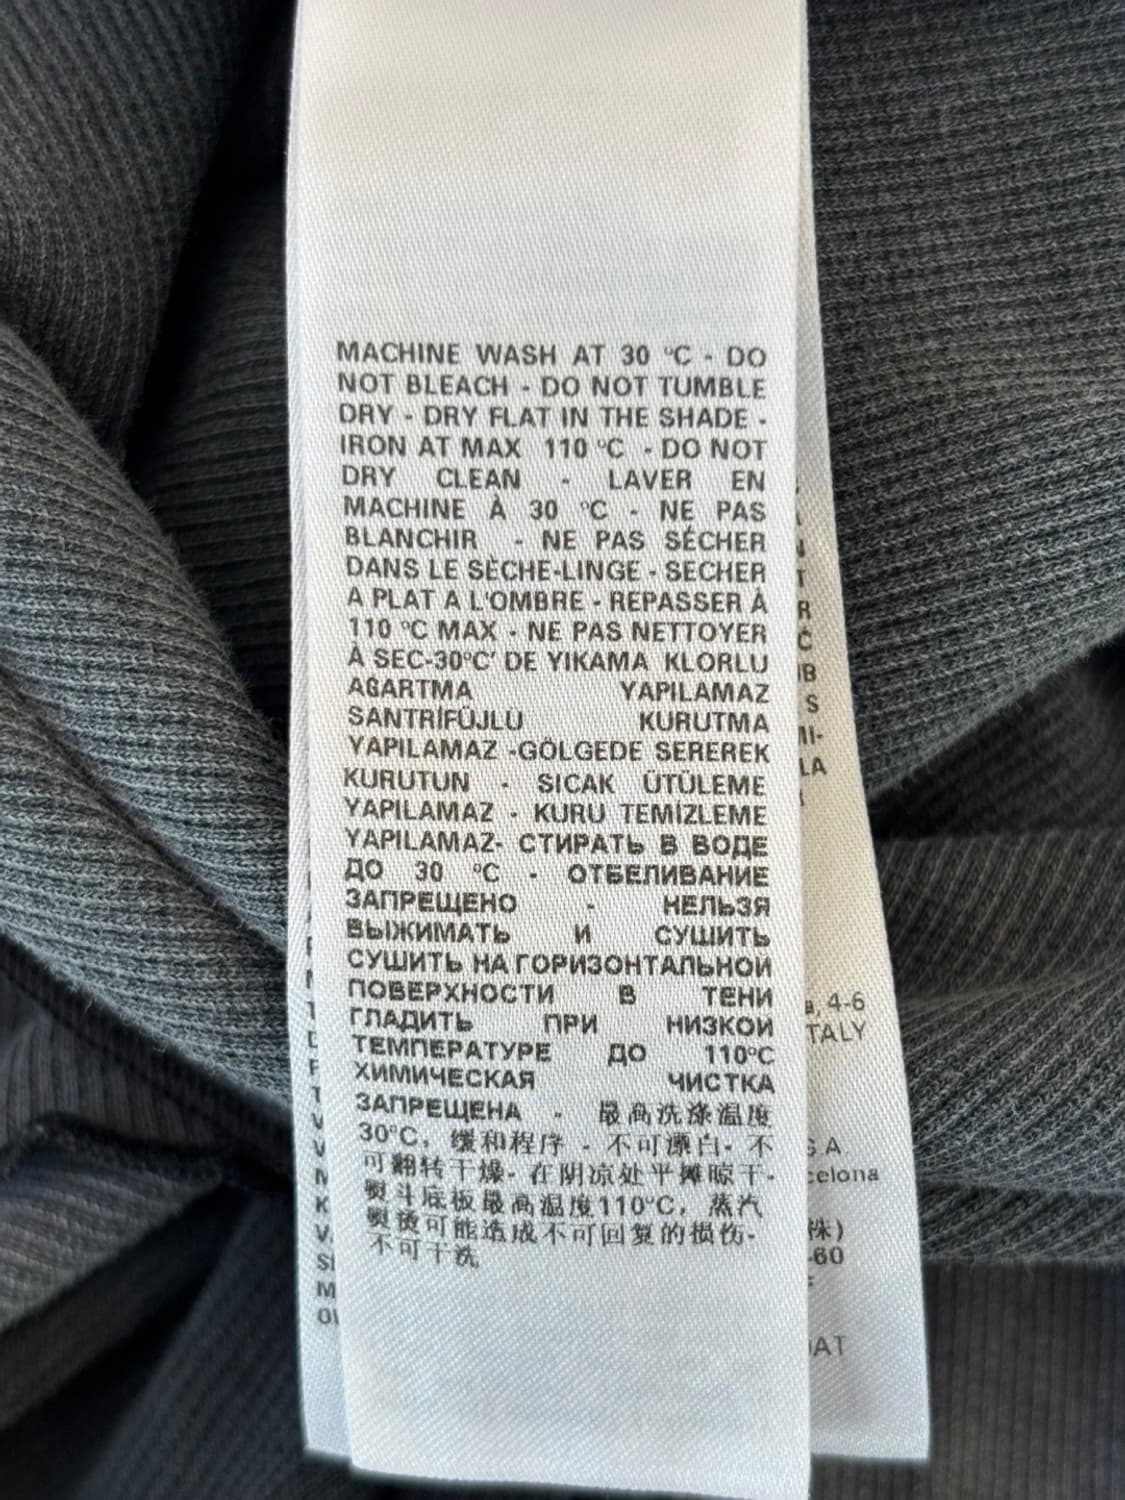 MACHINE WASH AT 30 °C - DO
NOT BLEACH - DO NOT TUMBLE
DRY - DRY FLAT IN THE SHADE -
IRON AT MAX 110 °C - DO NOT
DRY CLEAN - LAVER EN
MACHINE À 30 °C - NE PAS
BLANCHIR - NE PAS SÉCHER
DANS LE SÈCHE-LINGE - SECHER
A PLAT A L'OMBRE - REPASSER À
110 °C MAX - NE PAS NETTOYER
À SEC-30°C' DE YIKAMA KLORLU
AGARTMA YAPILAMAZ
SANTRİFÜJLÜ KURUTMA
YAPILAMAZ -GÖLGEDE SEREREK
KURUTUN - SICAK ÜTÜLEME
YAPILAMAZ - KURU TEMİZLEME
YAPILAMAZ- СТИРАТЬ В ВОДЕ
ДО 30 °C - ОТБЕЛИВАНИЕ
ЗАПРЕЩЕНО - НЕЛЬЗЯ
ВЫЖИМАТЬ И СУШИТЬ
СУШИТЬ НА ГОРИЗОНТАЛЬНОЙ
ПОВЕРХНОСТИ В ТЕНИ
ГЛАДИТЬ ПРИ НИЗКОЙ
ТЕМПЕРАТУРЕ ДО 110°C
ХИМИЧЕСКАЯ ЧИСТКА
ЗАПРЕЩЕНА - 最高洗涤温度
30°C，缓和程序 - 不可漂白- 不
可翻转干燥- 在阴凉处平摊晾干-
熨斗底板最高温度110°C，蒸汽
熨烫可能造成不可回复的损伤-
不可干洗
4-6
TALY
A
60